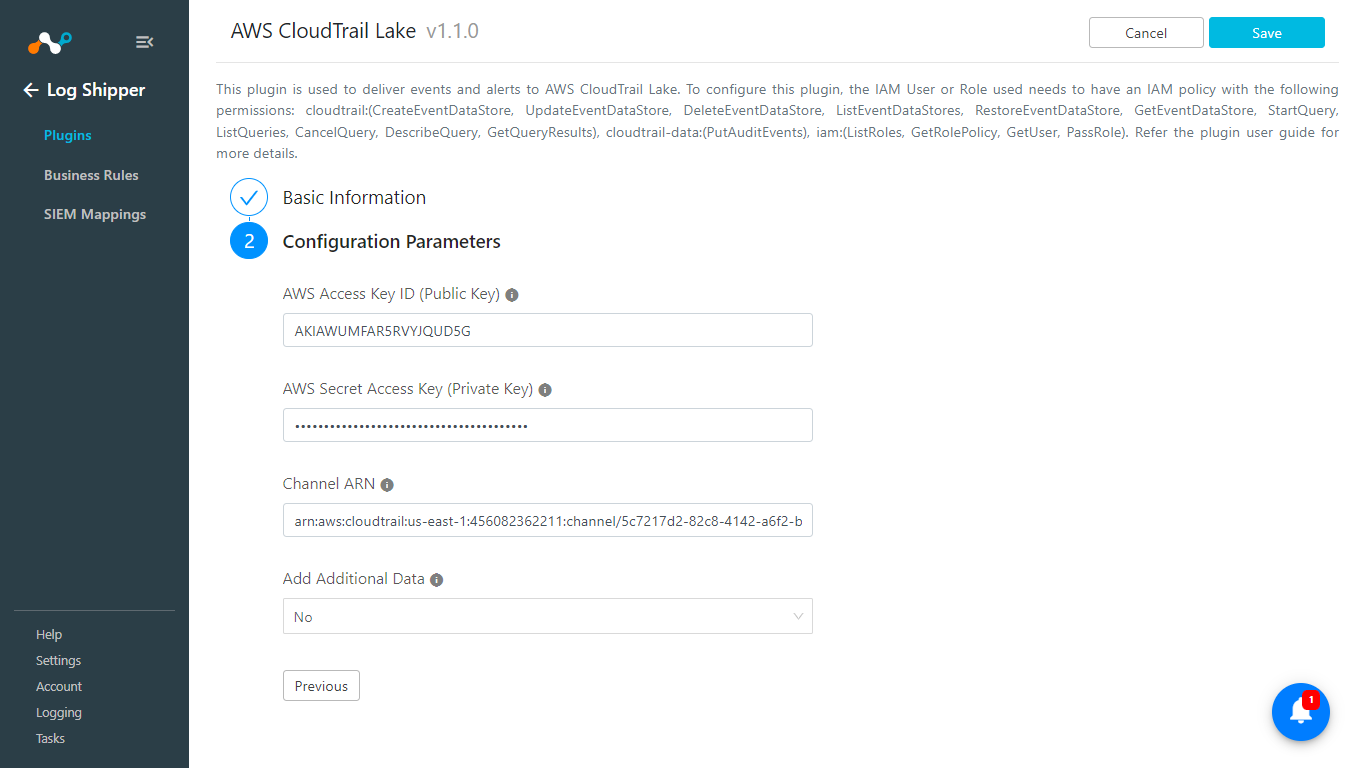 AWS CloudTrail Lake v1.1.0
Cancel
Save
Log Shipper
Plugins
Business Rules
SIEM Mappings
This plugin is used to deliver events and alerts to AWS CloudTrail Lake. To configure this plugin, the IAM User or Role used needs to have an IAM policy with the following
permissions: cloudtrail:(CreateEventDataStore, UpdateEventDataStore, DeleteEventDataStore, ListEventDataStores, RestoreEventDataStore, GetEventDataStore, StartQuery,
ListQueries, CancelQuery, DescribeQuery, GetQueryResults), cloudtrail-data:(PutAuditEvents), iam:(ListRoles, GetRolePolicy, GetUser, PassRole). Refer the plugin user guide for
more details.
Basic Information
2 Configuration Parameters
AWS Access Key ID (Public Key)
AKIAWUMFAR5RVYJQUD5G
AWS Secret Access Key (Private Key)
••••••••••••••••••••••••••••••••••••••••
Channel ARN
arn:aws:cloudtrail:us-east-1:456082362211:channel/5c7217d2-82c8-4142-a6f2-b
Add Additional Data
No
Previous
Help
Settings
Account
Logging
Tasks
1